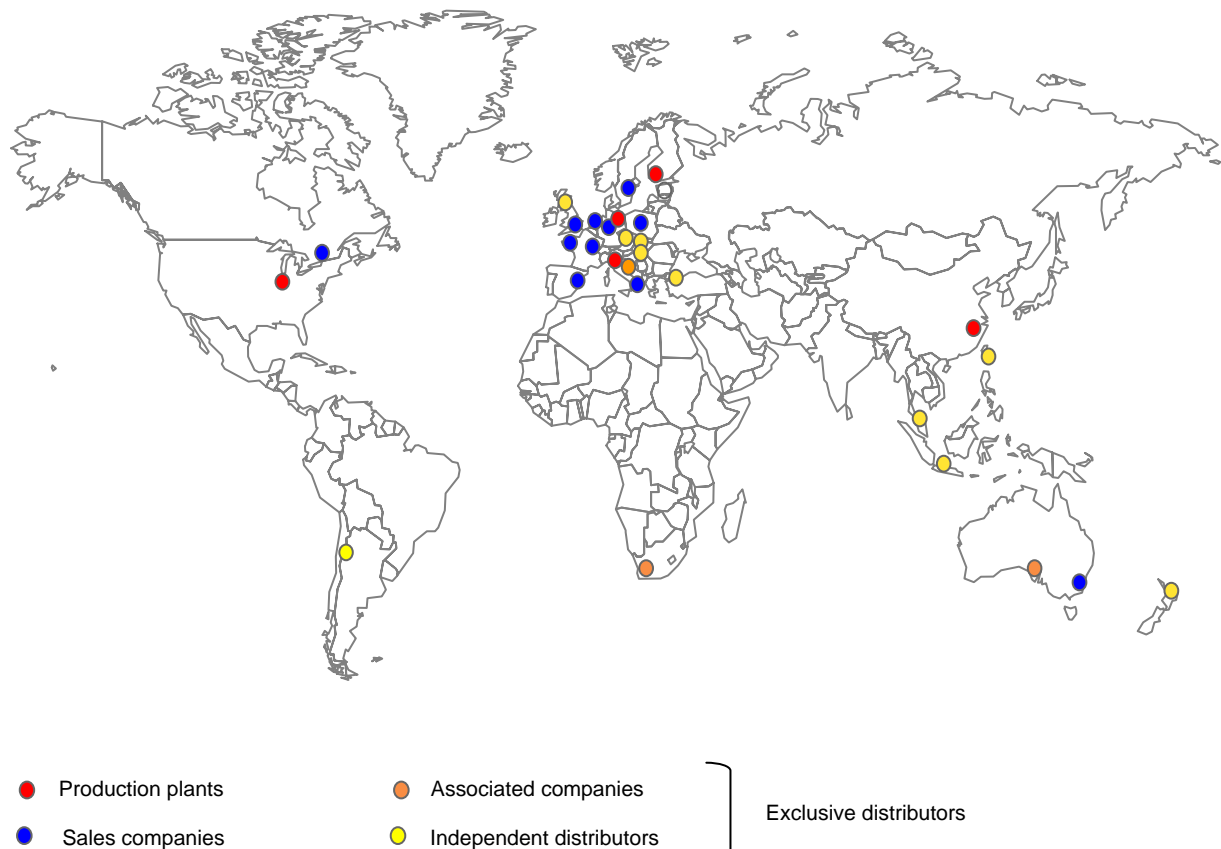 Production plants
Associated companies
Exclusive distributors
Sales companies
Independent distributors